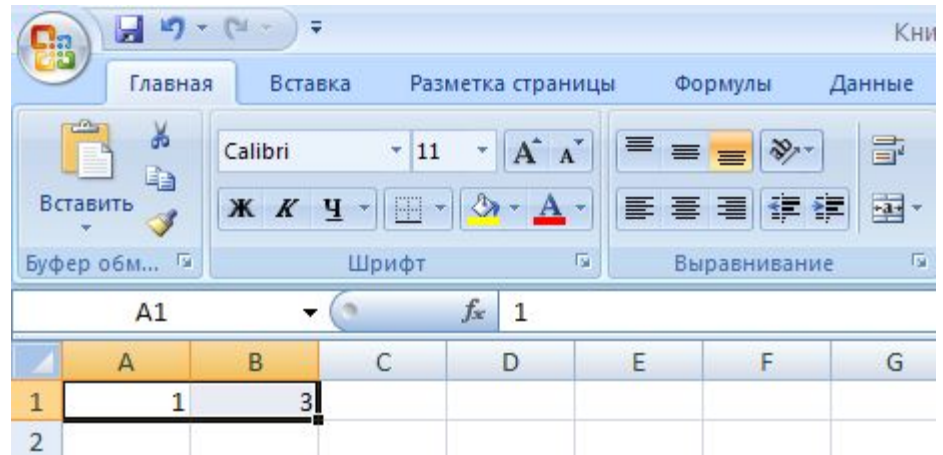 Кни
Главная Вставка Разметка страницы Формулы Данные
Calibri 11 A A
Вставить Ж К Ч A a
Буфер обм... Шрифт Выравнивание
A1 fx 1
A B C D E F G
1 1 3
2